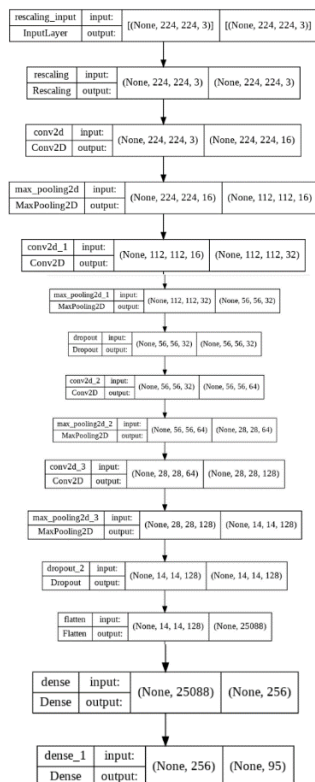 rescaling_input input: [(None, 224, 224, 3)] [(None, 224, 224, 3)]
InputLayer output:
rescaling input: (None, 224, 224, 3) (None, 224, 224, 3)
Rescaling output:
conv2d input: (None, 224, 224, 3) (None, 224, 224, 16)
Conv2D output:
max_pooling2d input: (None, 224, 224, 16) (None, 112, 112, 16)
MaxPooling2D output:
conv2d_1 input: (None, 112, 112, 16) (None, 112, 112, 32)
Conv2D output:
max_pooling2d_1 input: (None, 112, 112, 32) (None, 56, 56, 32)
MaxPooling2D output:
dropout input: (None, 56, 56, 32) (None, 56, 56, 32)
Dropout output:
conv2d_2 input: (None, 56, 56, 32) (None, 56, 56, 64)
Conv2D output:
max_pooling2d_2 input: (None, 56, 56, 64) (None, 28, 28, 64)
MaxPooling2D output:
conv2d_3 input: (None, 28, 28, 64) (None, 28, 28, 128)
Conv2D output:
max_pooling2d_3 input: (None, 28, 28, 128) (None, 14, 14, 128)
MaxPooling2D output:
dropout_2 input: (None, 14, 14, 128) (None, 14, 14, 128)
Dropout output:
flatten input: (None, 14, 14, 128) (None, 25088)
Flatten output:
dense input: (None, 25088) (None, 256)
Dense output:
dense_1 input: (None, 256) (None, 95)
Dense output: